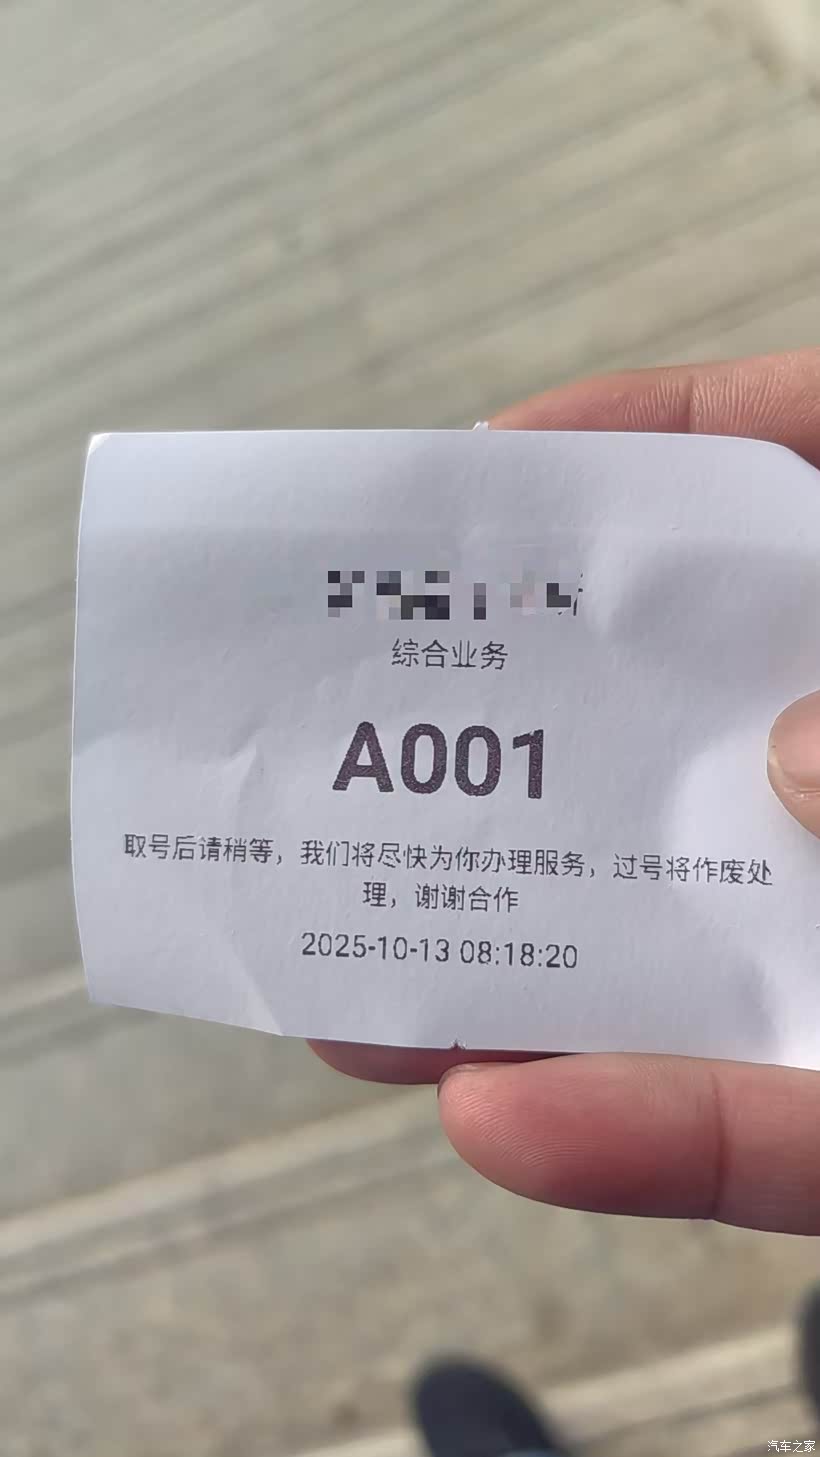 综合业务
A001
取号后请稍等，我们将尽快为你办理服务，过号将作废处
理，谢谢合作
2025-10-13 08:18:20
汽车之家